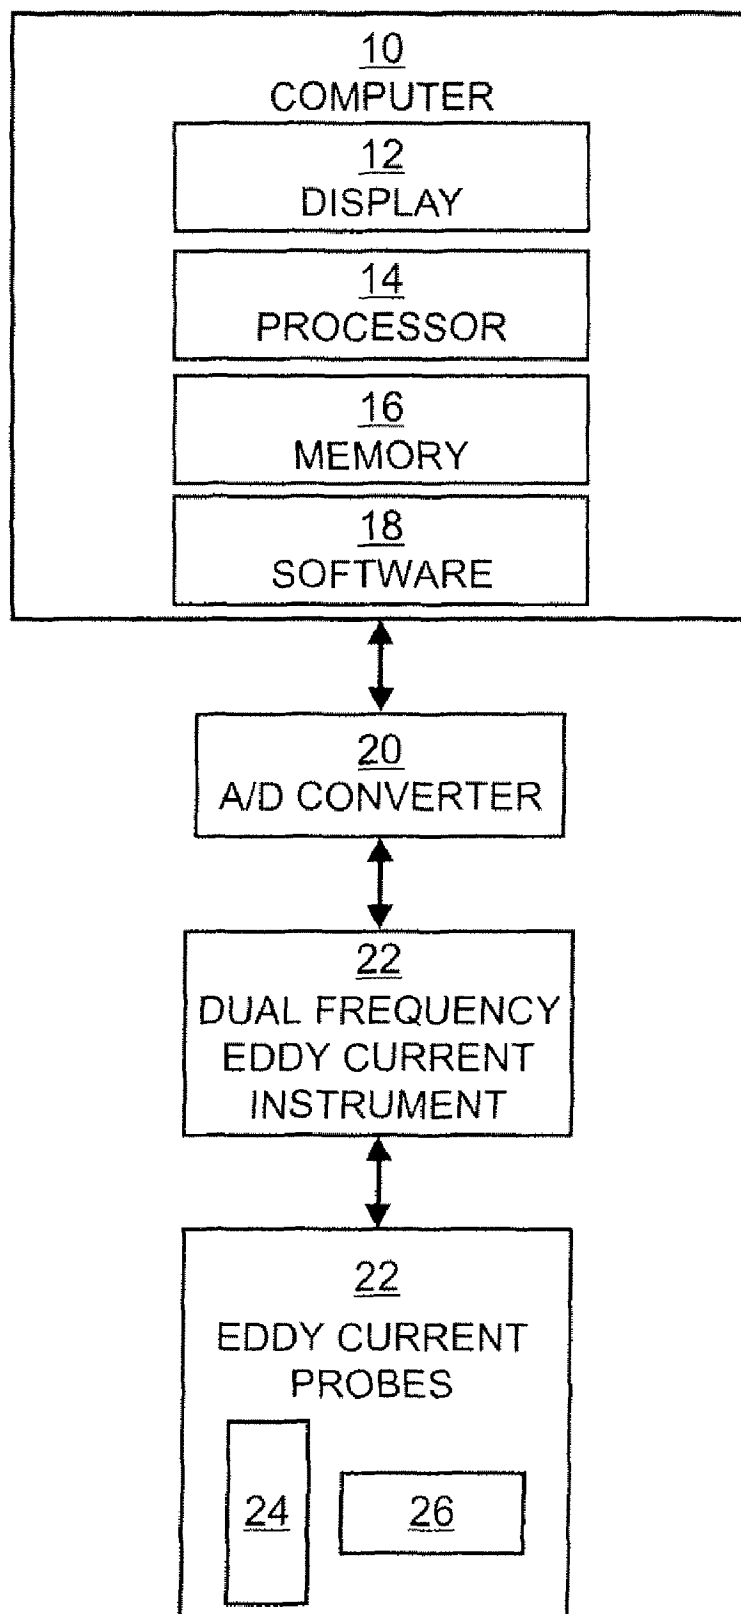 10
COMPUTER
12
DISPLAY
14
PROCESSOR
16
MEMORY
18
SOFTWARE
20
A/D CONVERTER
22
DUAL FREQUENCY
EDDY CURRENT
INSTRUMENT
22
EDDY CURRENT
PROBES
24
26